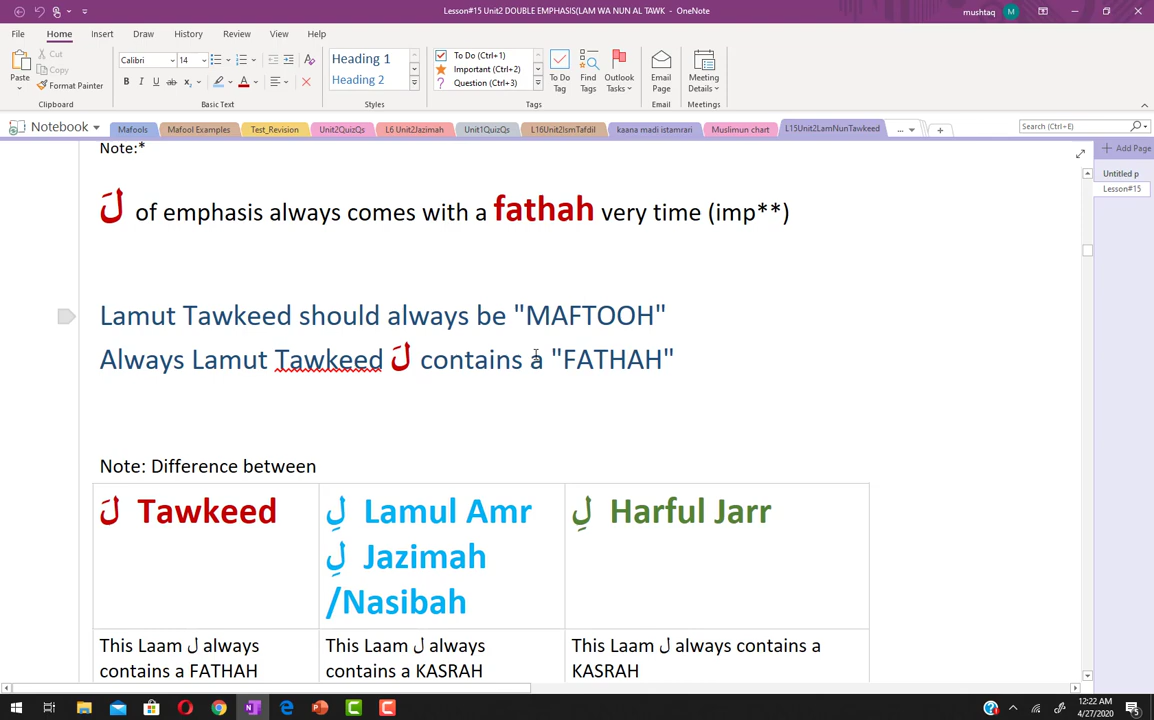 Lesson#15 Unit2 DOUBLE EMPHASIS(LAM WA NUN AL TAWK - OneNote
mushtaq M
File Home Insert Draw History Review View Help
Paste
Cut
Copy
Format Painter
Clipboard
Calibri 14
B I U ab x₂ A
Basic Text
Heading 1
Heading 2
Styles
To Do (Ctrl+1)
Important (Ctrl+2)
Question (Ctrl+3)
To Do Tag
Find Tags
Outlook Tasks
Tags
Email Page
Email
Meeting Details
Meetings
Notebook
Mafools Mafool Examples Test_Revision Unit2QuizQs L6 Unit2Jazimah Unit1QuizQs L16Unit2IsmTafdil kaana madi istamrari Muslimun chart L15Unit2LamNunTawkeed ... +
Search (Ctrl+E)
Add Page
Untitled p
Lesson#15
Note:*
لَ of emphasis always comes with a fathah very time (imp**)
Lamut Tawkeed should always be "MAFTOOH"
Always Lamut Tawkeed لَ contains a "FATHAH"
Note: Difference between
لَ Tawkeed
لِ Lamul Amr
لِ Jazimah
/Nasibah
لِ Harful Jarr
This Laam ل always
contains a FATHAH
This Laam ل always
contains a KASRAH
This Laam ل always contains a
KASRAH
12:22 AM
4/27/2020
5